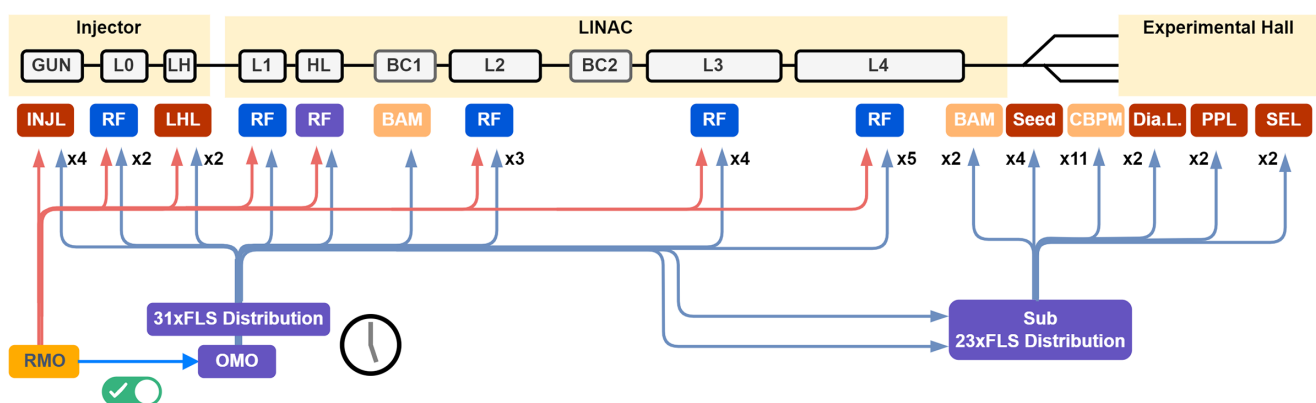 Injector
LINAC
Experimental Hall
GUN
L0
LH
L1
HL
BC1
L2
BC2
L3
L4
INJL
RF
LHL
RF
RF
BAM
RF
RF
RF
BAM
Seed
CBPM
Dia.L.
PPL
SEL
x4
x2
x2
x3
x4
x5
x2
x4
x11
x2
x2
x2
31xFLS Distribution
Sub
23xFLS Distribution
RMO
OMO